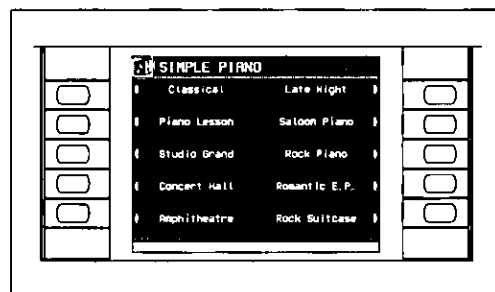 SIMPLE PIANO
Classical Late Night
Piano Lesson Saloon Piano
Studio Grand Rock Piano
Concert Hall Romantic E.P.
Amphitheatre Rock Suitcase